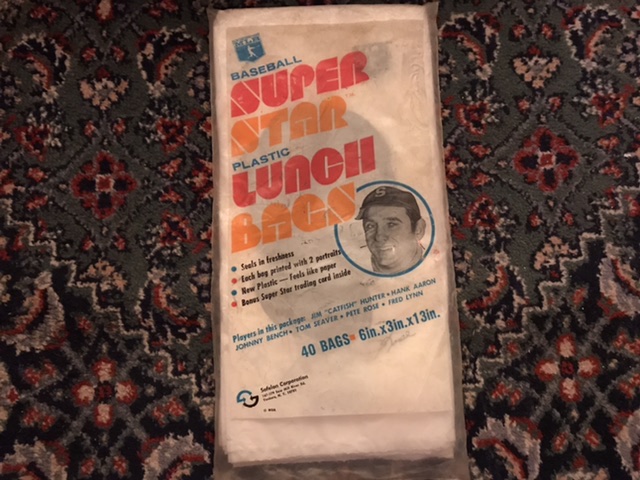 BASEBALL
SUPER
STAR
PLASTIC
LUNCH
BAGS
• Seals in freshness
• Each bag printed with 2 portraits
• New Plastic — Feels like paper
• Bonus Super Star trading card inside
Players in this package: JIM "CATFISH" HUNTER • HANK AARON
JOHNNY BENCH • TOM SEAVER • PETE ROSE • FRED LYNN
40 BAGS • 6in.x3in.x13in.
Safelon Corporation